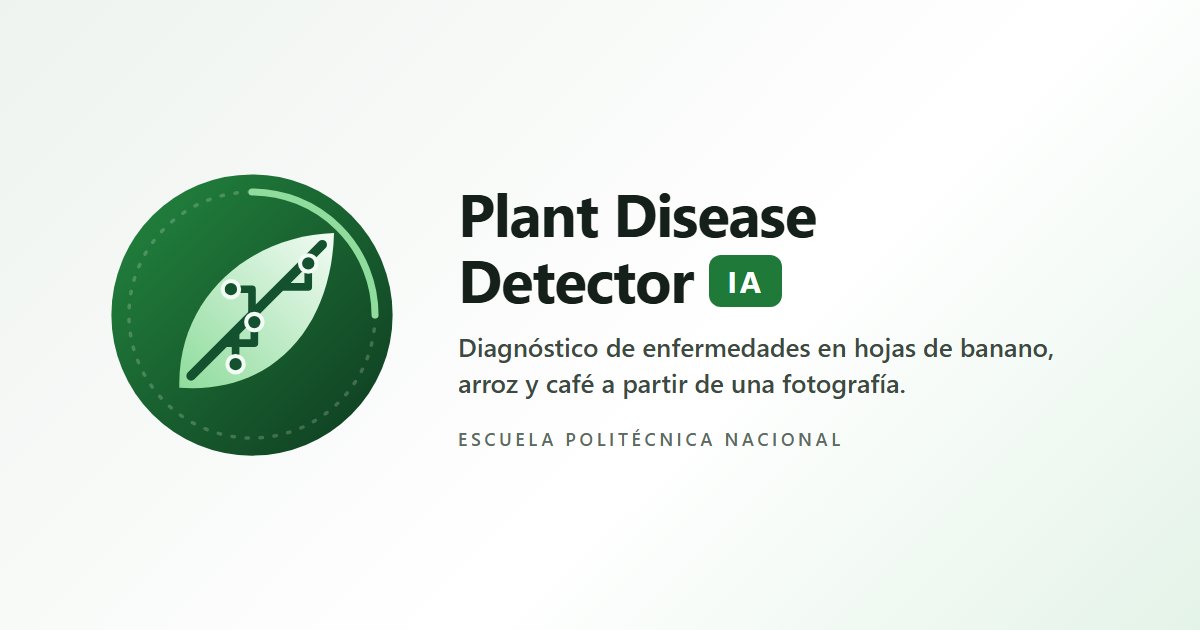 Plant Disease
Detector IA
Diagnóstico de enfermedades en hojas de banano,
arroz y café a partir de una fotografía.
ESCUELA POLITÉCNICA NACIONAL